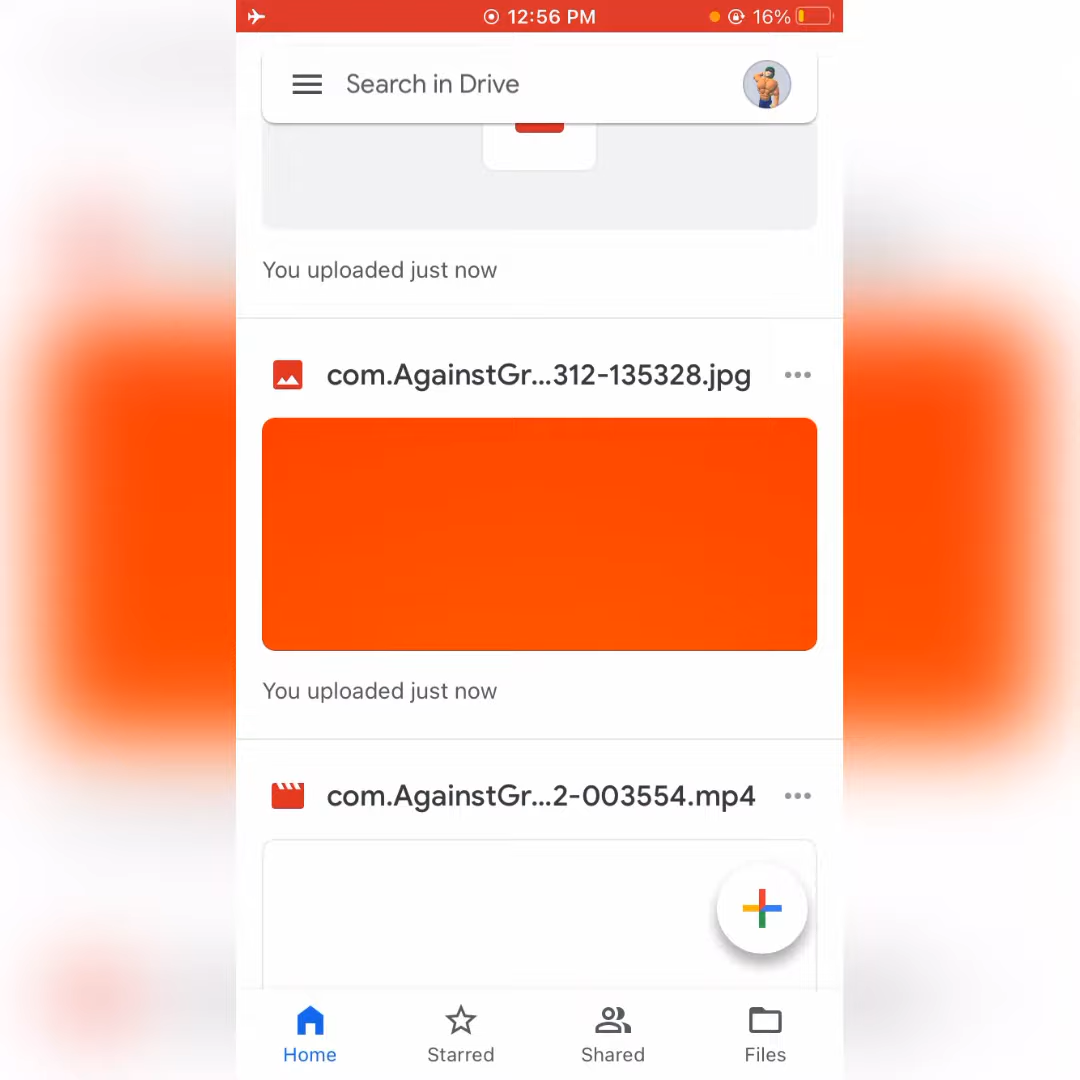 12:56 PM
16%
Search in Drive
You uploaded just now
com.AgainstGr...312-135328.jpg
You uploaded just now
com.AgainstGr...2-003554.mp4
Home
Starred
Shared
Files